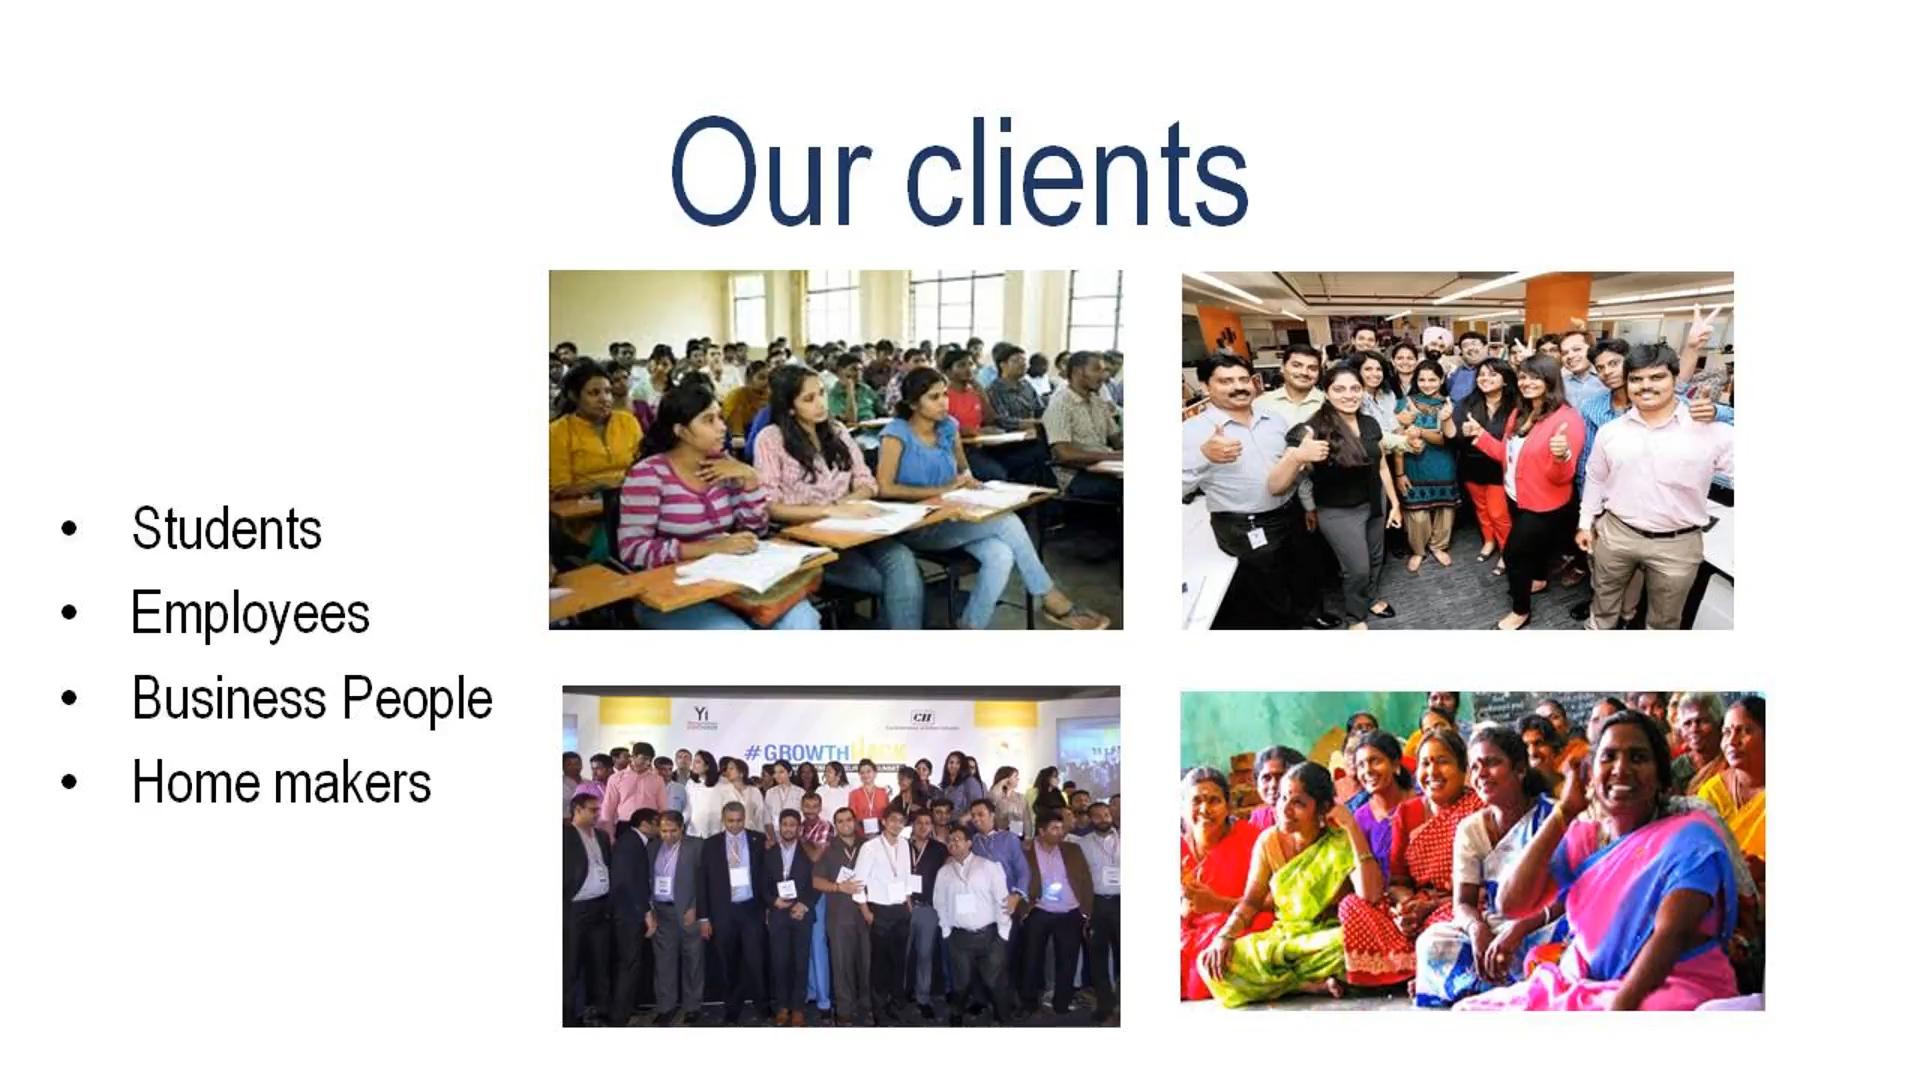 Our clients
• Students
• Employees
• Business People
• Home makers
Yi
CII
#GROWTH HACK